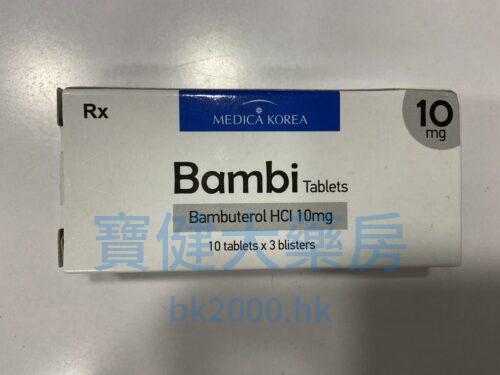 Rx
MEDICA KOREA
10
mg
Bambi Tablets
Bambuterol HCl 10mg
10 tablets x 3 blisters
寶健大藥房
bk2000.hk